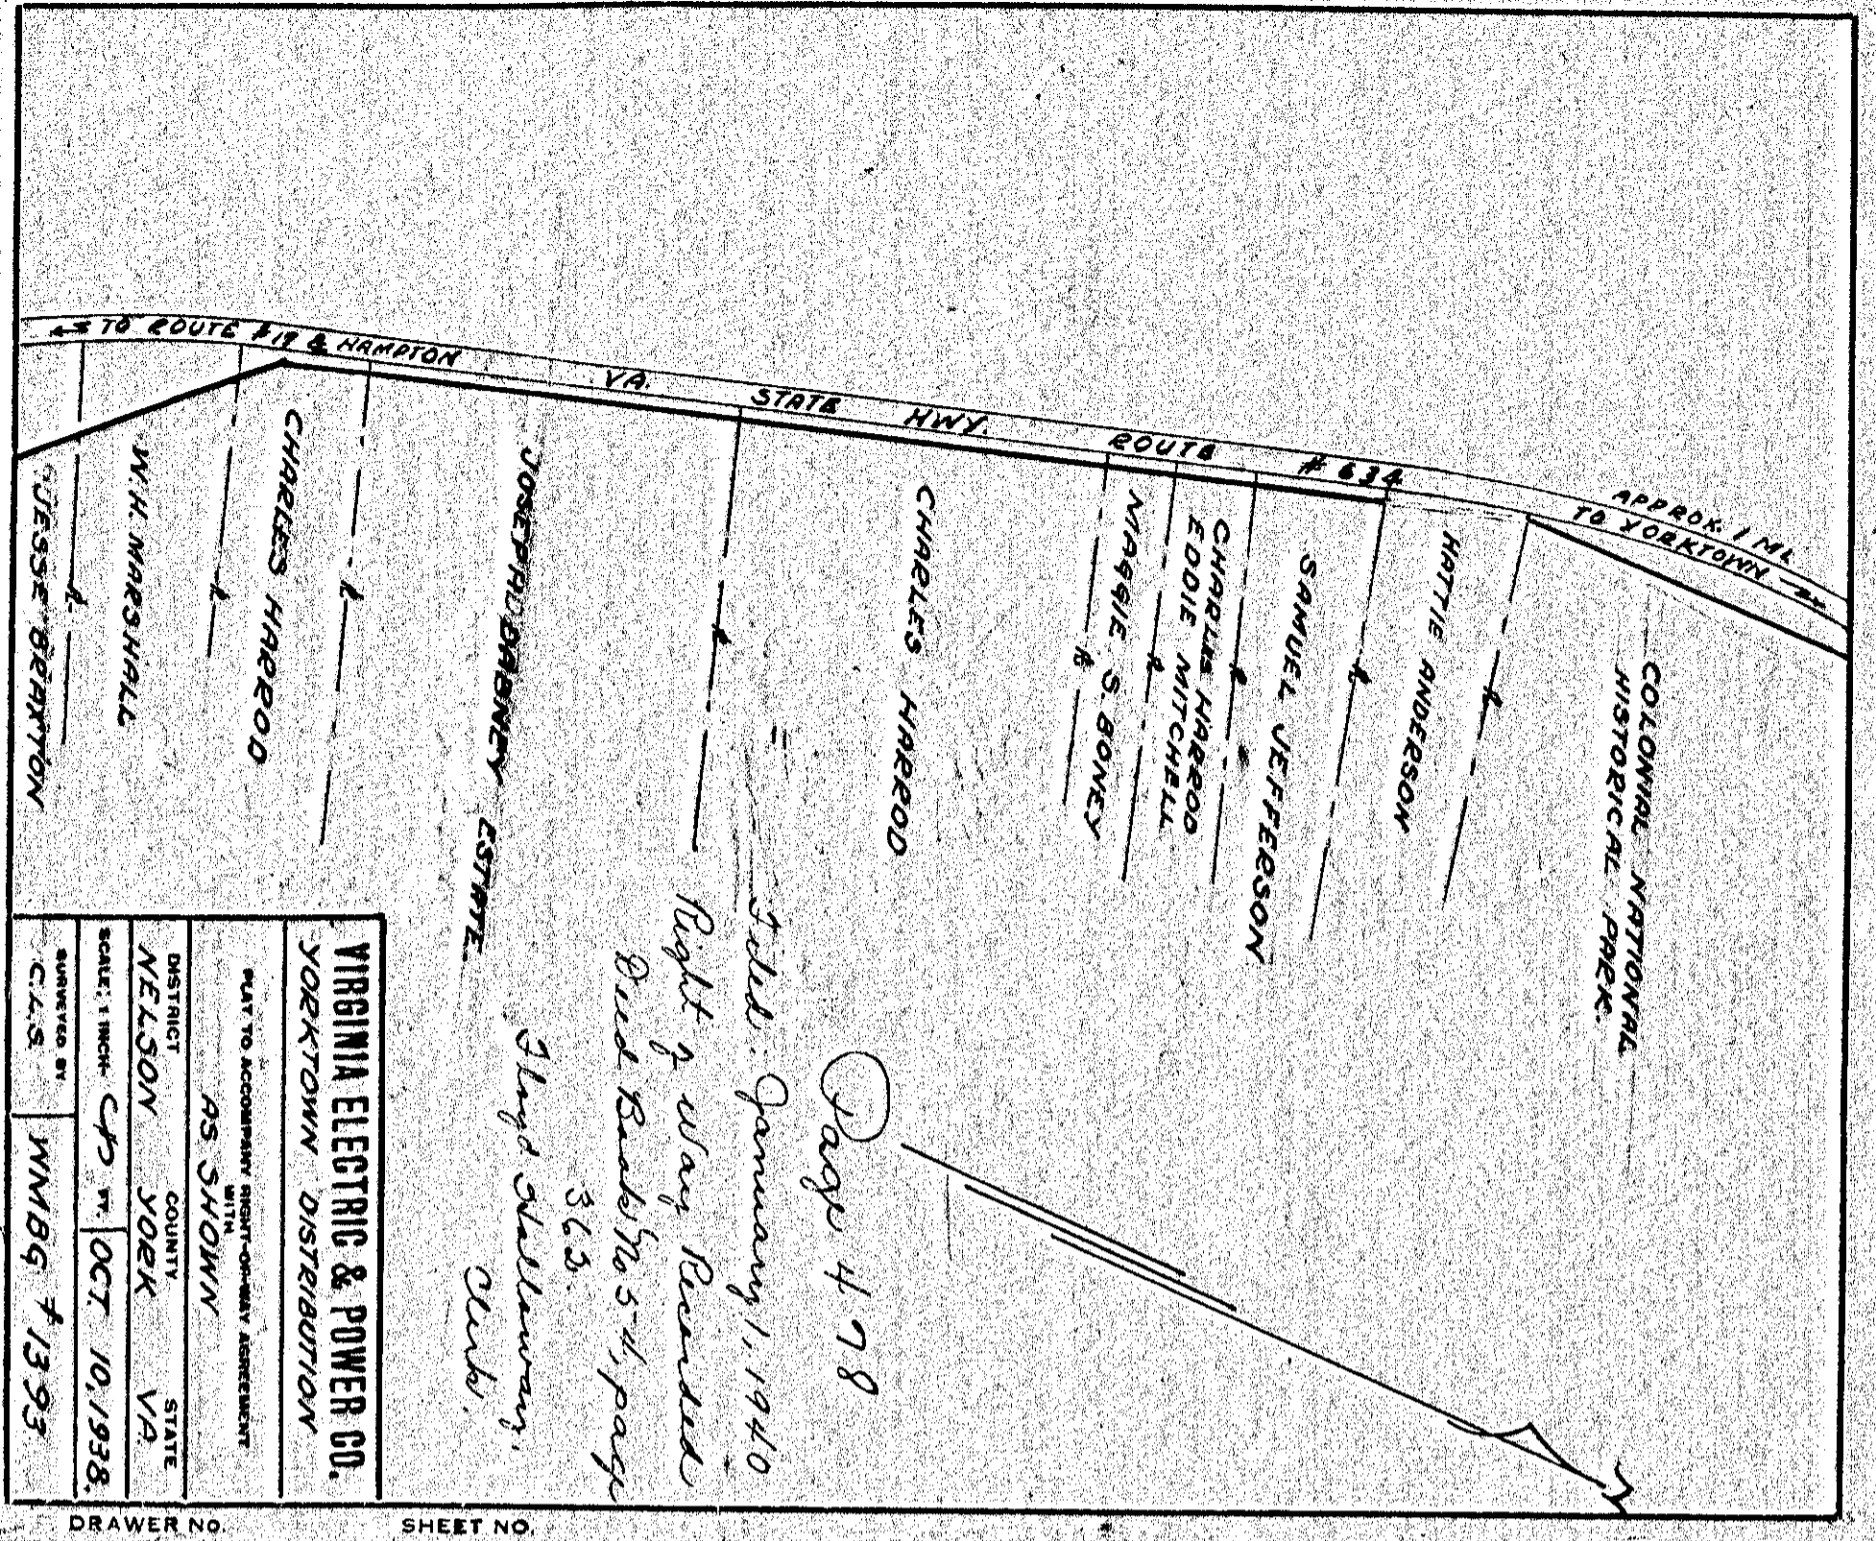 ← TO ROUTE #17 & HAMPTON VA. STATE HWY. ROUTE # 634
APPROX. 1 MI.
TO YORKTOWN →
JESSE BRAXTON
W. H. MARSHALL
CHARLES HARROD
JOSEPH DABNEY ESTATE
CHARLES HARROD
MAGGIE S. BONEY
EDDIE MITCHELL
CHARLES HARROD
SAMUEL JEFFERSON
HATTIE ANDERSON
COLONIAL NATIONAL
HISTORICAL PARK.
N
Page 478
Filed. January 1, 1940
Right of Way Recorded
Deed Book No 54, page
363.
Floyd Holloway,
Clerk.
VIRGINIA ELECTRIC & POWER CO.
YORKTOWN DISTRIBUTION
PLAT TO ACCOMPANY RIGHT-OF-WAY AGREEMENT
WITH
AS SHOWN
DISTRICT COUNTY STATE
NELSON YORK VA.
SCALE: 1 INCH FT. OCT. 10, 1938.
SURVEYED BY
C.L.S. WMBG # 1393
DRAWER NO. SHEET NO.